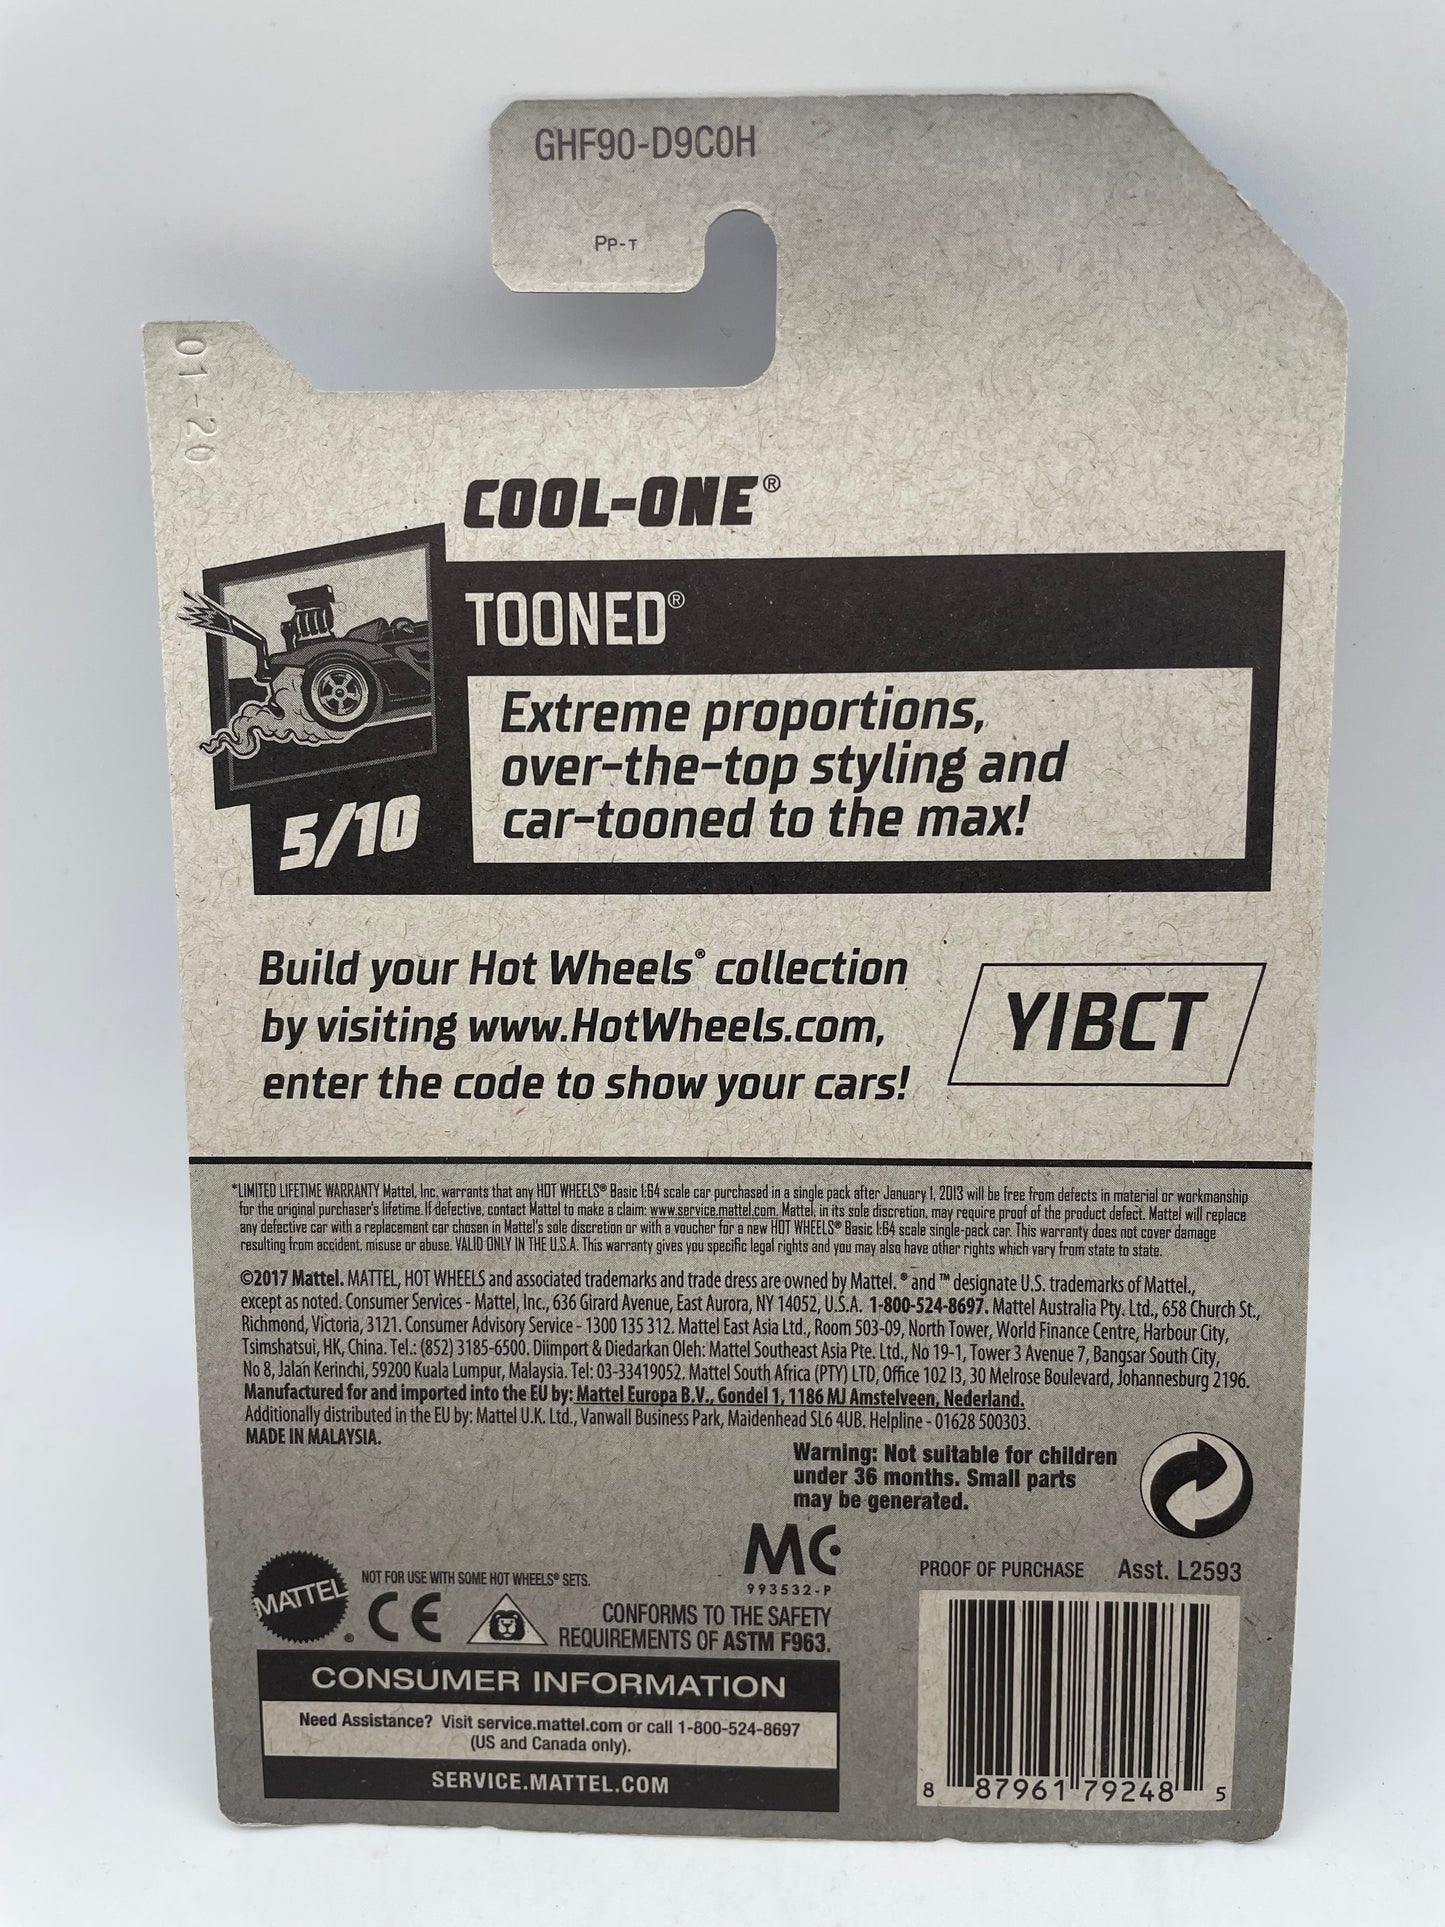 GHF90-D9C0H
Pp-T
01-20
COOL-ONE®
TOONED®
Extreme proportions,
over-the-top styling and
car-tooned to the max!
5/10
Build your Hot Wheels® collection
by visiting www.HotWheels.com,
enter the code to show your cars!
YIBCT
*LIMITED LIFETIME WARRANTY Mattel, Inc. warrants that any HOT WHEELS® Basic 1:64 scale car purchased in a single pack after January 1, 2013 will be free from defects in material or workmanship
for the original purchaser's lifetime. If defective, contact Mattel to make a claim: www.service.mattel.com. Mattel, in its sole discretion, may require proof of the product defect. Mattel will replace
any defective car with a replacement car chosen in Mattel's sole discretion or with a voucher for a new HOT WHEELS® Basic 1:64 scale single-pack car. This warranty does not cover damage
resulting from accident, misuse or abuse. VALID ONLY IN THE U.S.A. This warranty gives you specific legal rights and you may also have other rights which vary from state to state.
©2017 Mattel. MATTEL, HOT WHEELS and associated trademarks and trade dress are owned by Mattel. ® and ™ designate U.S. trademarks of Mattel.,
except as noted. Consumer Services - Mattel, Inc., 636 Girard Avenue, East Aurora, NY 14052, U.S.A. 1-800-524-8697. Mattel Australia Pty. Ltd., 658 Church St.,
Richmond, Victoria, 3121. Consumer Advisory Service - 1300 135 312. Mattel East Asia Ltd., Room 503-09, North Tower, World Finance Centre, Harbour City,
Tsimshatsui, HK, China. Tel.: (852) 3185-6500. Diimport & Diedarkan Oleh: Mattel Southeast Asia Pte. Ltd., No 19-1, Tower 3 Avenue 7, Bangsar South City,
No 8, Jalan Kerinchi, 59200 Kuala Lumpur, Malaysia. Tel: 03-33419052. Mattel South Africa (PTY) LTD, Office 102 I3, 30 Melrose Boulevard, Johannesburg 2196.
Manufactured for and imported into the EU by: Mattel Europa B.V., Gondel 1, 1186 MJ Amstelveen, Nederland.
Additionally distributed in the EU by: Mattel U.K. Ltd., Vanwall Business Park, Maidenhead SL6 4UB. Helpline - 01628 500303.
MADE IN MALAYSIA.
Warning: Not suitable for children
under 36 months. Small parts
may be generated.
MC
993532-P
PROOF OF PURCHASE Asst. L2593
MATTEL®
NOT FOR USE WITH SOME HOT WHEELS® SETS.
CE
CONFORMS TO THE SAFETY
REQUIREMENTS OF ASTM F963.
CONSUMER INFORMATION
Need Assistance? Visit service.mattel.com or call 1-800-524-8697
(US and Canada only).
SERVICE.MATTEL.COM
8 87961 79248 5